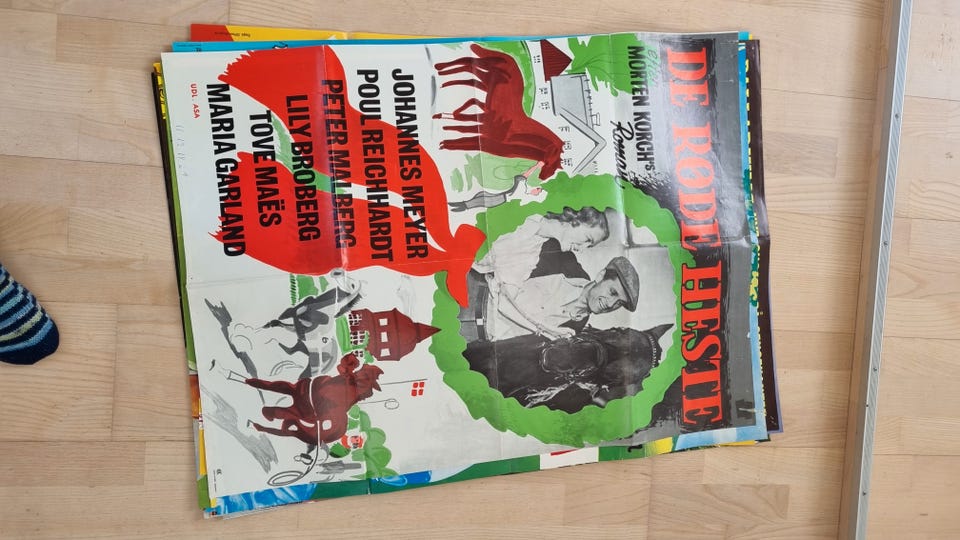 DE RØDE HESTE
efter
MORTEN KORCH's
Roman
JOHANNES MEYER
POUL REICHHARDT
PETER MALBERG
LILY BROBERG
TOVE MAËS
MARIA GARLAND
UDL.: ASA